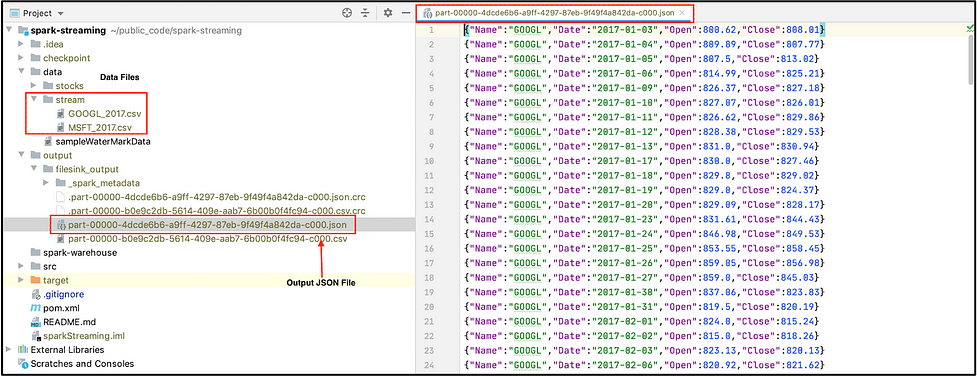 Project
part-00000-4dcde6b6-a9ff-4297-87eb-9f49f4a842da-c000.json
spark-streaming ~/public_code/spark-streaming
.idea
checkpoint
data
Data Files
stocks
stream
GOOGL_2017.csv
MSFT_2017.csv
sampleWaterMarkData
output
filesink_output
_spark_metadata
.part-00000-4dcde6b6-a9ff-4297-87eb-9f49f4a842da-c000.json.crc
.part-00000-b0e9c2db-5614-409e-aab7-6b00b0f4fc94-c000.csv.crc
part-00000-4dcde6b6-a9ff-4297-87eb-9f49f4a842da-c000.json
part-00000-b0e9c2db-5614-409e-aab7-6b00b0f4fc94-c000.csv
spark-warehouse
src
target
Output JSON File
.gitignore
pom.xml
README.md
sparkStreaming.iml
External Libraries
Scratches and Consoles
1 {"Name":"GOOGL","Date":"2017-01-03","Open":800.62,"Close":808.01}
2 {"Name":"GOOGL","Date":"2017-01-04","Open":809.89,"Close":807.77}
3 {"Name":"GOOGL","Date":"2017-01-05","Open":807.5,"Close":813.02}
4 {"Name":"GOOGL","Date":"2017-01-06","Open":814.99,"Close":825.21}
5 {"Name":"GOOGL","Date":"2017-01-09","Open":826.37,"Close":827.18}
6 {"Name":"GOOGL","Date":"2017-01-10","Open":827.07,"Close":826.01}
7 {"Name":"GOOGL","Date":"2017-01-11","Open":826.62,"Close":829.86}
8 {"Name":"GOOGL","Date":"2017-01-12","Open":828.38,"Close":829.53}
9 {"Name":"GOOGL","Date":"2017-01-13","Open":831.0,"Close":830.94}
10 {"Name":"GOOGL","Date":"2017-01-17","Open":830.0,"Close":827.46}
11 {"Name":"GOOGL","Date":"2017-01-18","Open":829.8,"Close":829.02}
12 {"Name":"GOOGL","Date":"2017-01-19","Open":829.0,"Close":824.37}
13 {"Name":"GOOGL","Date":"2017-01-20","Open":829.09,"Close":828.17}
14 {"Name":"GOOGL","Date":"2017-01-23","Open":831.61,"Close":844.43}
15 {"Name":"GOOGL","Date":"2017-01-24","Open":846.98,"Close":849.53}
16 {"Name":"GOOGL","Date":"2017-01-25","Open":853.55,"Close":858.45}
17 {"Name":"GOOGL","Date":"2017-01-26","Open":859.05,"Close":856.98}
18 {"Name":"GOOGL","Date":"2017-01-27","Open":859.0,"Close":845.03}
19 {"Name":"GOOGL","Date":"2017-01-30","Open":837.06,"Close":823.83}
20 {"Name":"GOOGL","Date":"2017-01-31","Open":819.5,"Close":820.19}
21 {"Name":"GOOGL","Date":"2017-02-01","Open":824.0,"Close":815.24}
22 {"Name":"GOOGL","Date":"2017-02-02","Open":815.0,"Close":818.26}
23 {"Name":"GOOGL","Date":"2017-02-03","Open":823.13,"Close":820.13}
24 {"Name":"GOOGL","Date":"2017-02-06","Open":820.92,"Close":821.62}